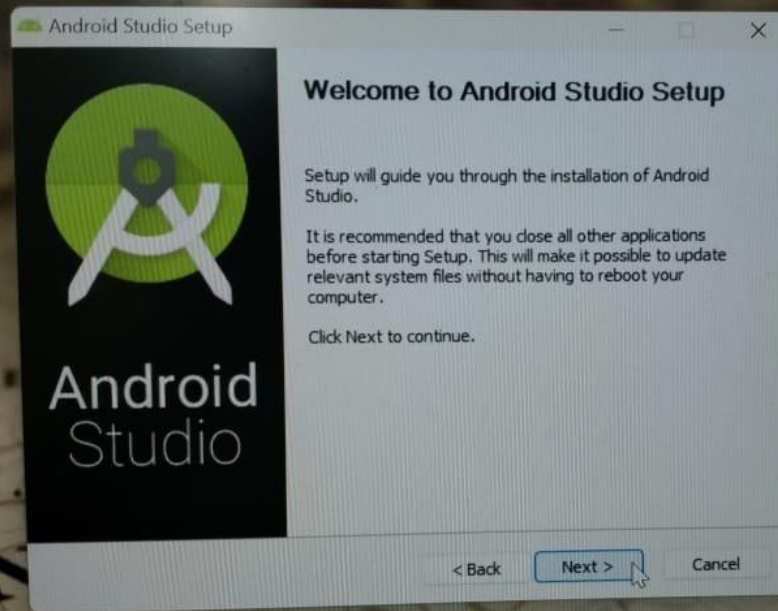 Android Studio Setup
Welcome to Android Studio Setup
Setup will guide you through the installation of Android
Studio.
It is recommended that you close all other applications
before starting Setup. This will make it possible to update
relevant system files without having to reboot your
computer.
Click Next to continue.
Android
Studio
< Back
Next >
Cancel